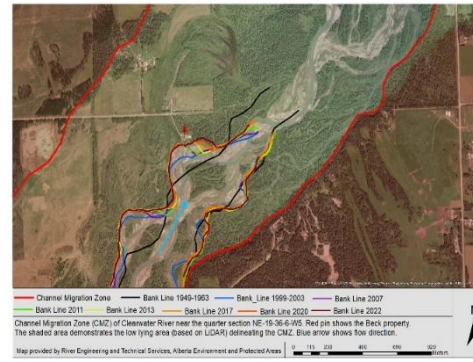 Channel Migration Zone
Bank Line 1949-1963
Bank_Line 1999-2003
Bank Line 2007
Bank Line 2011
Bank Line 2013
Bank Line 2017
Bank Line 2020
Bank Line 2022
Channel Migration Zone (CMZ) of Clearwater River near the quarter section NE-19-36-6-W5. Red pin shows the Beck property.
The shaded area demonstrates the low lying area (based on LiDAR) delineating the CMZ. Blue arrow shows flow direction.
Map provided by River Engineering and Technical Services, Alberta Environment and Protected Areas